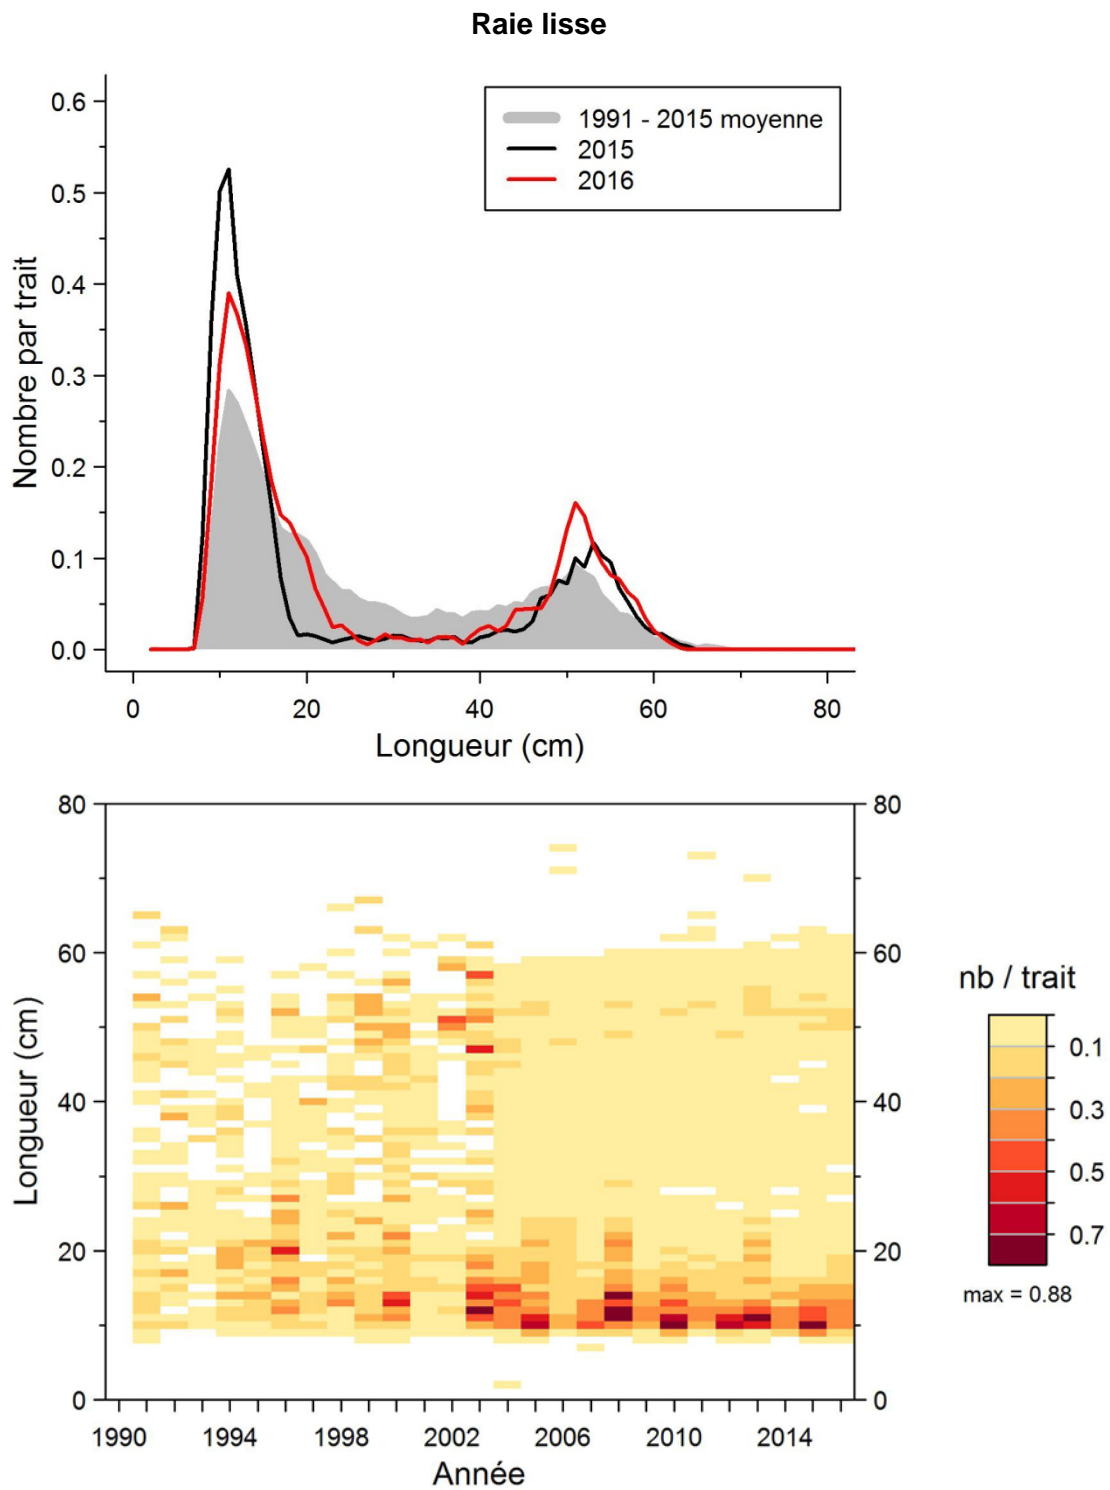 Raie lisse
0.6
0.5
0.4
0.3
0.2
0.1
0.0
Nombre par trait
1991 - 2015 moyenne
2015
2016
0 20 40 60 80
Longueur (cm)
80 80
60 60
40 40
20 20
0 0
Longueur (cm)
1990 1994 1998 2002 2006 2010 2014
Année
nb / trait
0.1
0.3
0.5
0.7
max = 0.88